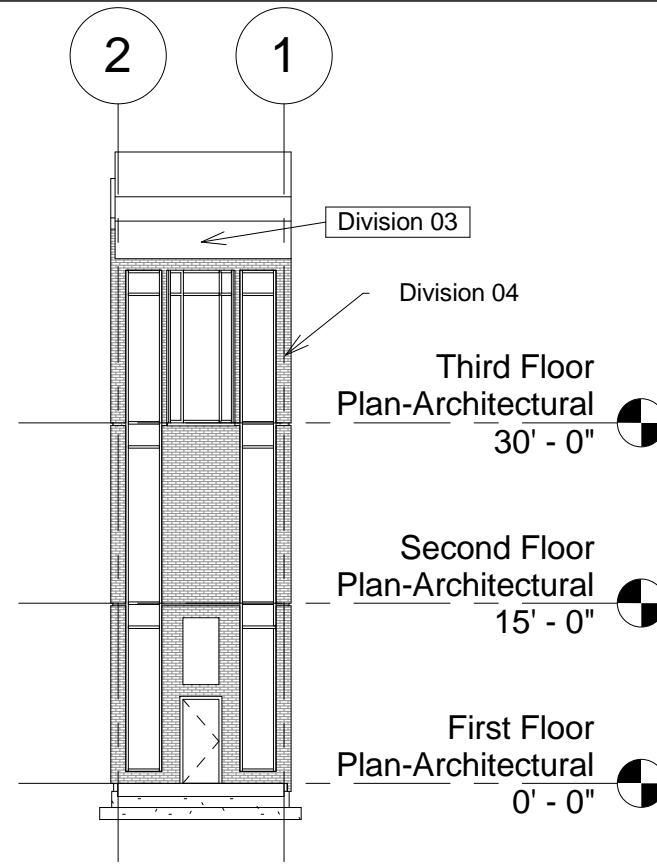 2
1
Division 03
Division 04
Third Floor
Plan-Architectural
30' - 0"
Second Floor
Plan-Architectural
15' - 0"
First Floor
Plan-Architectural
0' - 0"